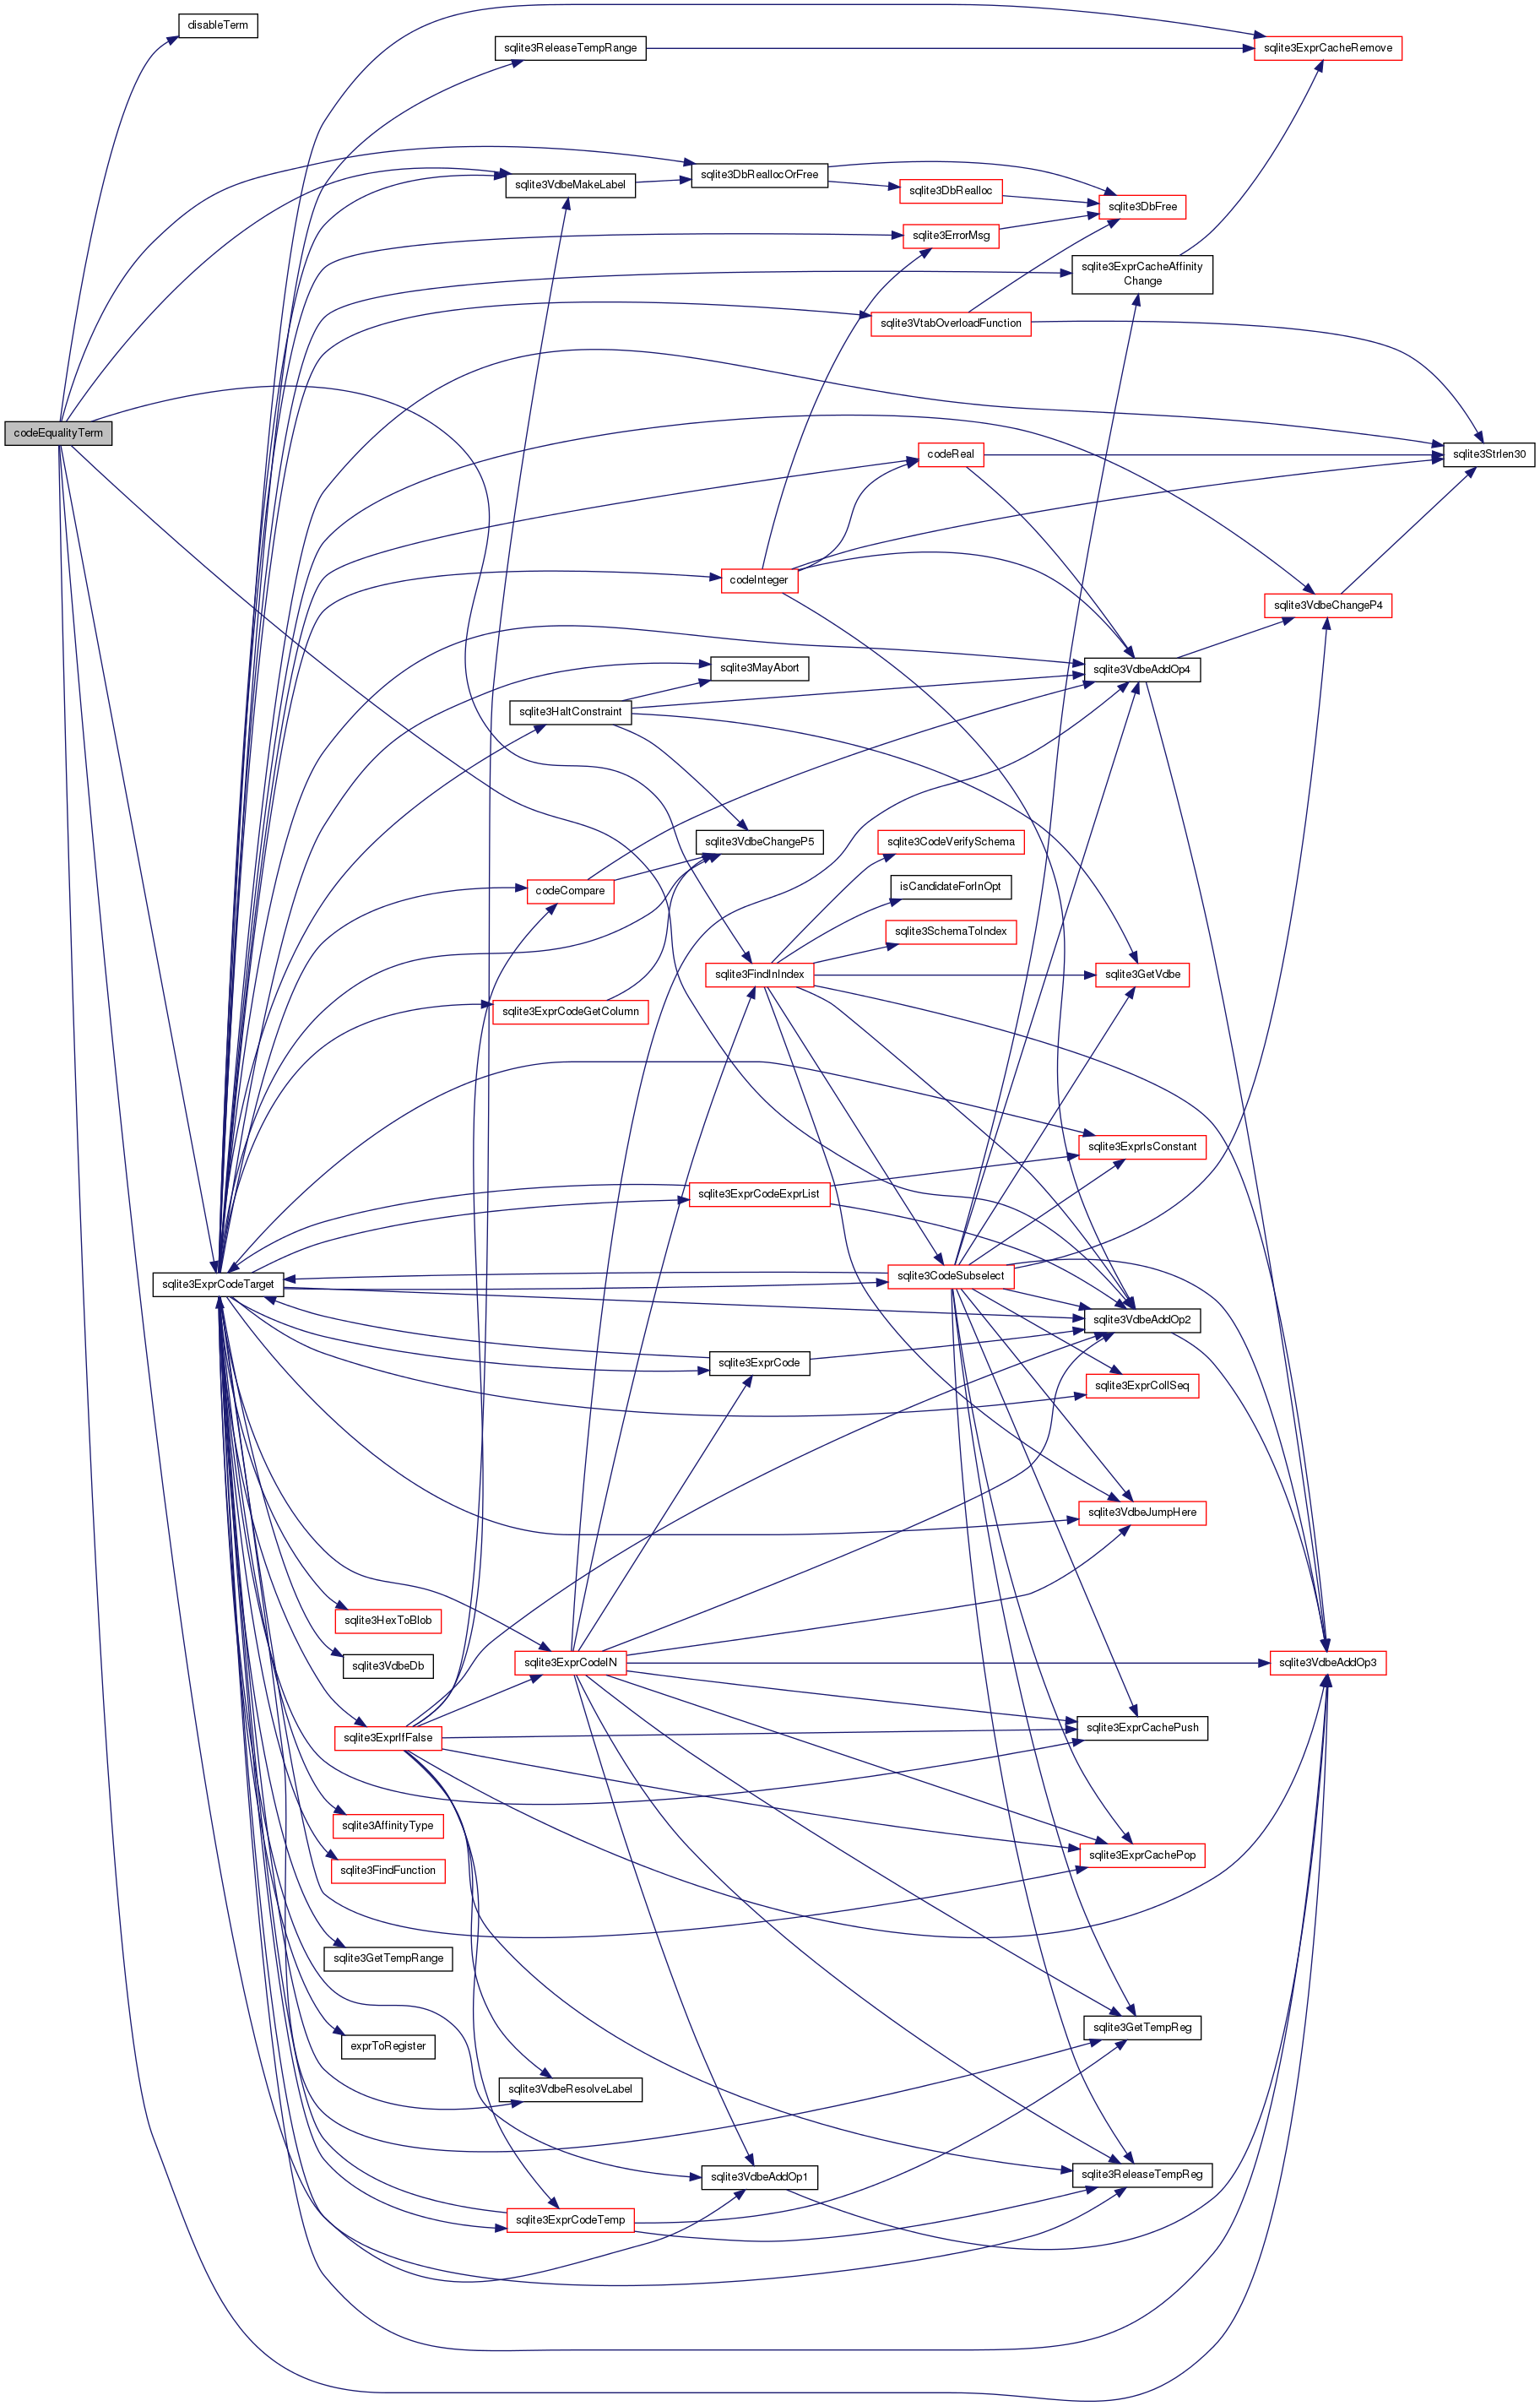 disableTerm
sqlite3ReleaseTempRange
sqlite3ExprCacheRemove
sqlite3VdbeMakeLabel
sqlite3DbReallocOrFree
sqlite3DbRealloc
sqlite3DbFree
sqlite3ErrorMsg
sqlite3ExprCacheAffinity
Change
sqlite3VtabOverloadFunction
codeEqualityTerm
codeReal
sqlite3Strlen30
codeInteger
sqlite3VdbeChangeP4
sqlite3MayAbort
sqlite3VdbeAddOp4
sqlite3HaltConstraint
sqlite3VdbeChangeP5
sqlite3CodeVerifySchema
codeCompare
isCandidateForInOpt
sqlite3SchemaToIndex
sqlite3FindInIndex
sqlite3GetVdbe
sqlite3ExprCodeGetColumn
sqlite3ExprIsConstant
sqlite3ExprCodeExprList
sqlite3ExprCodeTarget
sqlite3CodeSubselect
sqlite3VdbeAddOp2
sqlite3ExprCode
sqlite3ExprCollSeq
sqlite3VdbeJumpHere
sqlite3HexToBlob
sqlite3VdbeDb
sqlite3ExprCodeIN
sqlite3VdbeAddOp3
sqlite3ExprIfFalse
sqlite3ExprCachePush
sqlite3AffinityType
sqlite3ExprCachePop
sqlite3FindFunction
sqlite3GetTempRange
sqlite3GetTempReg
exprToRegister
sqlite3VdbeResolveLabel
sqlite3VdbeAddOp1
sqlite3ReleaseTempReg
sqlite3ExprCodeTemp